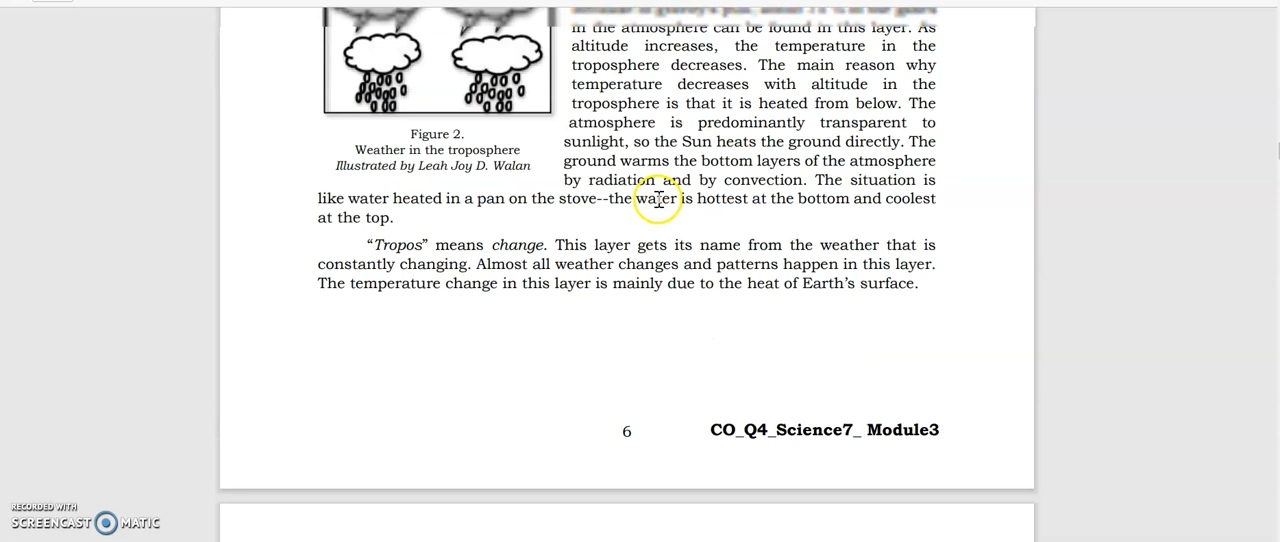 in the atmosphere can be found in this layer. As
altitude increases, the temperature in the
troposphere decreases. The main reason why
temperature decreases with altitude in the
troposphere is that it is heated from below. The
atmosphere is predominantly transparent to
sunlight, so the Sun heats the ground directly. The
ground warms the bottom layers of the atmosphere
by radiation and by convection. The situation is
like water heated in a pan on the stove--the water is hottest at the bottom and coolest
at the top.
Figure 2.
Weather in the troposphere
Illustrated by Leah Joy D. Walan
“Tropos” means change. This layer gets its name from the weather that is
constantly changing. Almost all weather changes and patterns happen in this layer.
The temperature change in this layer is mainly due to the heat of Earth’s surface.
6
CO_Q4_Science7_ Module3
RECORDED WITH
SCREENCAST MATIC